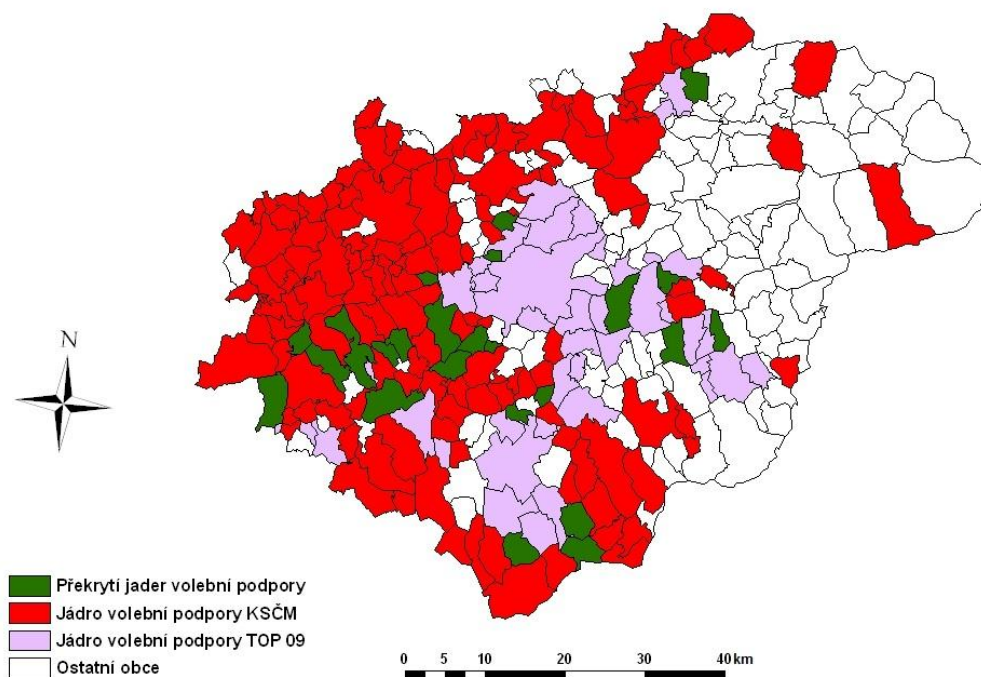 N
Překrytí jader volební podpory
Jádro volební podpory KSČM
Jádro volební podpory TOP 09
Ostatní obce
0 5 10 20 30 40 km